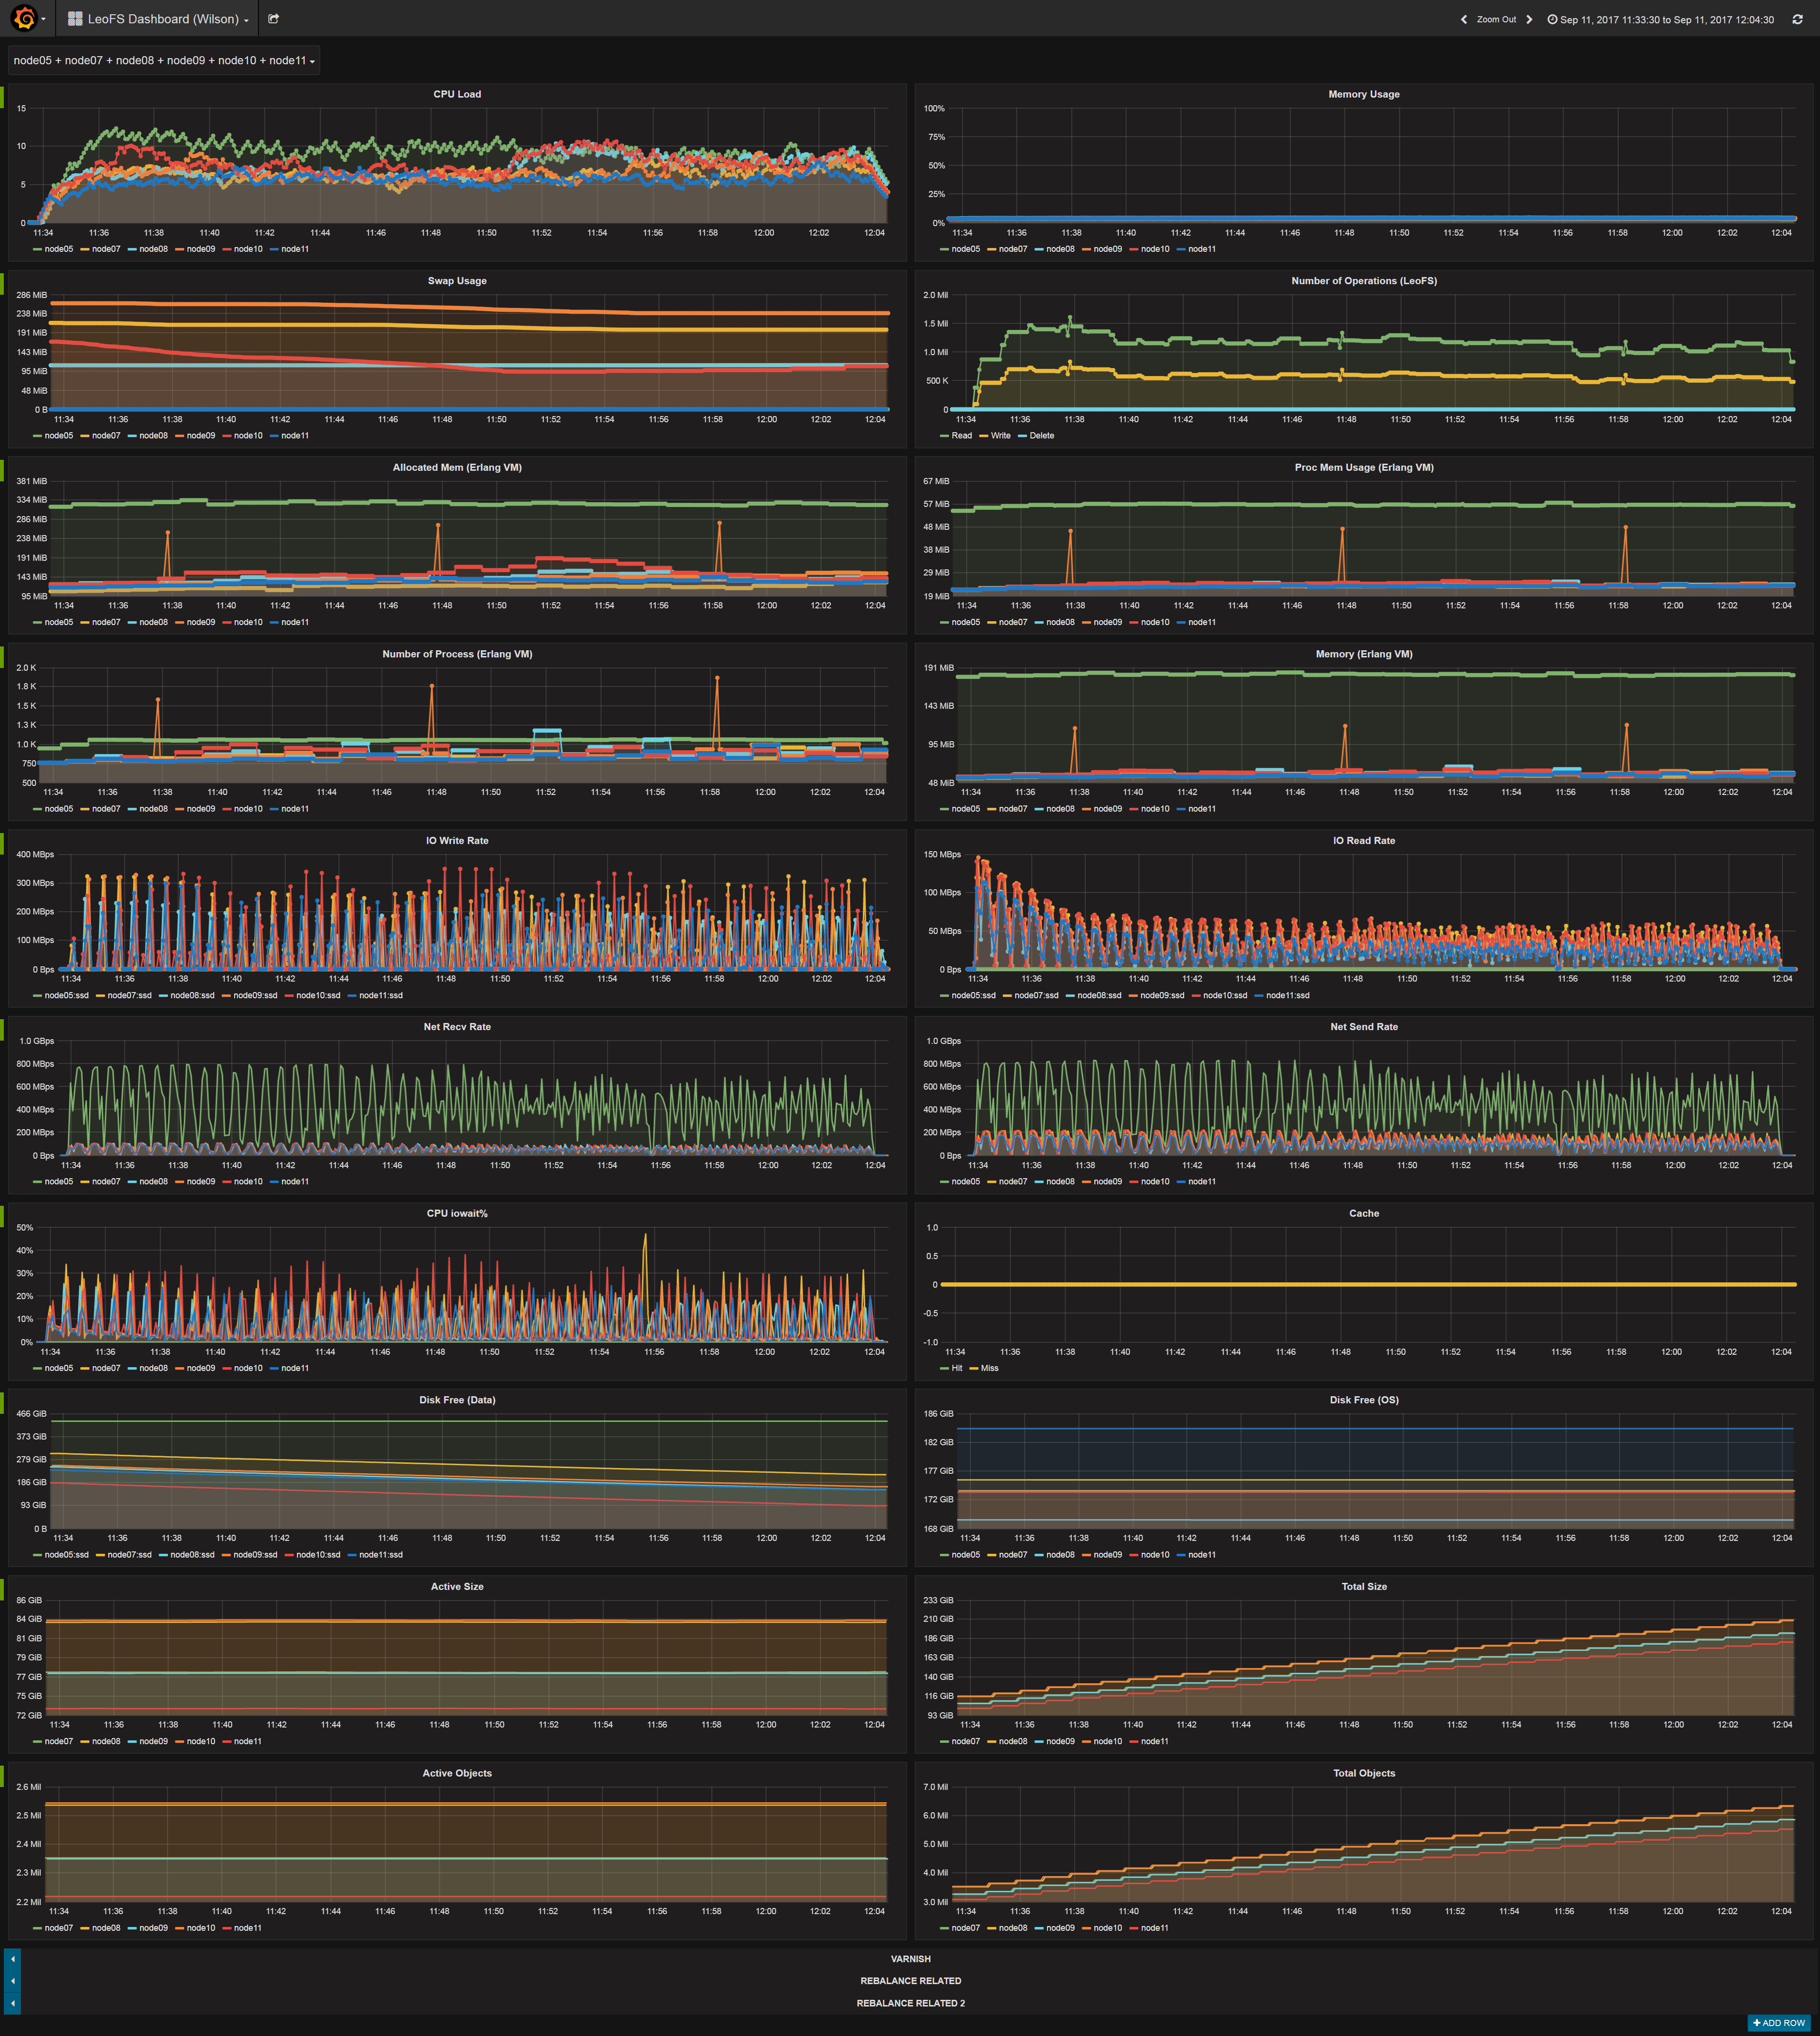 LeoFS Dashboard (Wilson)
Zoom Out
Sep 11, 2017 11:33:30 to Sep 11, 2017 12:04:30
node05 + node07 + node08 + node09 + node10 + node11
CPU Load
15
10
5
0
11:34 11:36 11:38 11:40 11:42 11:44 11:46 11:48 11:50 11:52 11:54 11:56 11:58 12:00 12:02 12:04
node05 node07 node08 node09 node10 node11
Memory Usage
100%
75%
50%
25%
0%
11:34 11:36 11:38 11:40 11:42 11:44 11:46 11:48 11:50 11:52 11:54 11:56 11:58 12:00 12:02 12:04
node05 node07 node08 node09 node10 node11
Swap Usage
286 MiB
238 MiB
191 MiB
143 MiB
95 MiB
48 MiB
0 B
11:34 11:36 11:38 11:40 11:42 11:44 11:46 11:48 11:50 11:52 11:54 11:56 11:58 12:00 12:02 12:04
node05 node07 node08 node09 node10 node11
Number of Operations (LeoFS)
2.0 Mil
1.5 Mil
1.0 Mil
500 K
0
11:34 11:36 11:38 11:40 11:42 11:44 11:46 11:48 11:50 11:52 11:54 11:56 11:58 12:00 12:02 12:04
Read Write Delete
Allocated Mem (Erlang VM)
381 MiB
334 MiB
286 MiB
238 MiB
191 MiB
143 MiB
95 MiB
11:34 11:36 11:38 11:40 11:42 11:44 11:46 11:48 11:50 11:52 11:54 11:56 11:58 12:00 12:02 12:04
node05 node07 node08 node09 node10 node11
Proc Mem Usage (Erlang VM)
67 MiB
57 MiB
48 MiB
38 MiB
29 MiB
19 MiB
11:34 11:36 11:38 11:40 11:42 11:44 11:46 11:48 11:50 11:52 11:54 11:56 11:58 12:00 12:02 12:04
node05 node07 node08 node09 node10 node11
Number of Process (Erlang VM)
2.0 K
1.8 K
1.5 K
1.3 K
1.0 K
750
500
11:34 11:36 11:38 11:40 11:42 11:44 11:46 11:48 11:50 11:52 11:54 11:56 11:58 12:00 12:02 12:04
node05 node07 node08 node09 node10 node11
Memory (Erlang VM)
191 MiB
143 MiB
95 MiB
48 MiB
11:34 11:36 11:38 11:40 11:42 11:44 11:46 11:48 11:50 11:52 11:54 11:56 11:58 12:00 12:02 12:04
node05 node07 node08 node09 node10 node11
IO Write Rate
400 MBps
300 MBps
200 MBps
100 MBps
0 Bps
11:34 11:36 11:38 11:40 11:42 11:44 11:46 11:48 11:50 11:52 11:54 11:56 11:58 12:00 12:02 12:04
node05:ssd node07:ssd node08:ssd node09:ssd node10:ssd node11:ssd
IO Read Rate
150 MBps
100 MBps
50 MBps
0 Bps
11:34 11:36 11:38 11:40 11:42 11:44 11:46 11:48 11:50 11:52 11:54 11:56 11:58 12:00 12:02 12:04
node05:ssd node07:ssd node08:ssd node09:ssd node10:ssd node11:ssd
Net Recv Rate
1.0 GBps
800 MBps
600 MBps
400 MBps
200 MBps
0 Bps
11:34 11:36 11:38 11:40 11:42 11:44 11:46 11:48 11:50 11:52 11:54 11:56 11:58 12:00 12:02 12:04
node05 node07 node08 node09 node10 node11
Net Send Rate
1.0 GBps
800 MBps
600 MBps
400 MBps
200 MBps
0 Bps
11:34 11:36 11:38 11:40 11:42 11:44 11:46 11:48 11:50 11:52 11:54 11:56 11:58 12:00 12:02 12:04
node05 node07 node08 node09 node10 node11
CPU iowait%
50%
40%
30%
20%
10%
0%
11:34 11:36 11:38 11:40 11:42 11:44 11:46 11:48 11:50 11:52 11:54 11:56 11:58 12:00 12:02 12:04
node05 node07 node08 node09 node10 node11
Cache
1.0
0.5
0
-0.5
-1.0
11:34 11:36 11:38 11:40 11:42 11:44 11:46 11:48 11:50 11:52 11:54 11:56 11:58 12:00 12:02 12:04
Hit Miss
Disk Free (Data)
466 GiB
373 GiB
279 GiB
186 GiB
93 GiB
0 B
11:34 11:36 11:38 11:40 11:42 11:44 11:46 11:48 11:50 11:52 11:54 11:56 11:58 12:00 12:02 12:04
node05:ssd node07:ssd node08:ssd node09:ssd node10:ssd node11:ssd
Disk Free (OS)
186 GiB
182 GiB
177 GiB
172 GiB
168 GiB
11:34 11:36 11:38 11:40 11:42 11:44 11:46 11:48 11:50 11:52 11:54 11:56 11:58 12:00 12:02 12:04
node05 node07 node08 node09 node10 node11
Active Size
86 GiB
84 GiB
81 GiB
79 GiB
77 GiB
75 GiB
72 GiB
11:34 11:36 11:38 11:40 11:42 11:44 11:46 11:48 11:50 11:52 11:54 11:56 11:58 12:00 12:02 12:04
node07 node08 node09 node10 node11
Total Size
233 GiB
210 GiB
186 GiB
163 GiB
140 GiB
116 GiB
93 GiB
11:34 11:36 11:38 11:40 11:42 11:44 11:46 11:48 11:50 11:52 11:54 11:56 11:58 12:00 12:02 12:04
node07 node08 node09 node10 node11
Active Objects
2.6 Mil
2.5 Mil
2.4 Mil
2.3 Mil
2.2 Mil
11:34 11:36 11:38 11:40 11:42 11:44 11:46 11:48 11:50 11:52 11:54 11:56 11:58 12:00 12:02 12:04
node07 node08 node09 node10 node11
Total Objects
7.0 Mil
6.0 Mil
5.0 Mil
4.0 Mil
3.0 Mil
11:34 11:36 11:38 11:40 11:42 11:44 11:46 11:48 11:50 11:52 11:54 11:56 11:58 12:00 12:02 12:04
node07 node08 node09 node10 node11
VARNISH
REBALANCE RELATED
REBALANCE RELATED 2
+ ADD ROW